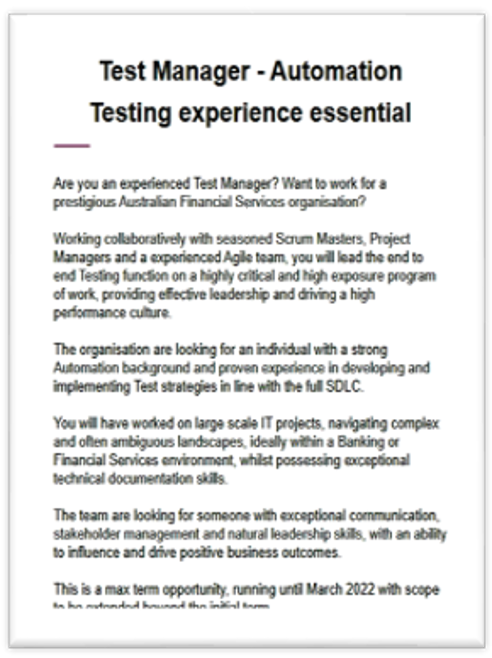 Test Manager - Automation
Testing experience essential
Are you an experienced Test Manager? Want to work for a
prestigious Australian Financial Services organisation?
Working collaboratively with seasoned Scrum Masters, Project
Managers and a experienced Agile team, you will lead the end to
end Testing function on a highly critical and high exposure program
of work, providing effective leadership and driving a high
performance culture.
The organisation are looking for an individual with a strong
Automation background and proven experience in developing and
implementing Test strategies in line with the full SDLC.
You will have worked on large scale IT projects, navigating complex
and often ambiguous landscapes, ideally within a Banking or
Financial Services environment, whilst possessing exceptional
technical documentation skills.
The team are looking for someone with exceptional communication,
stakeholder management and natural leadership skills, with an ability
to influence and drive positive business outcomes.
This is a max term opportunity, running until March 2022 with scope
to be extended beyond the initial term